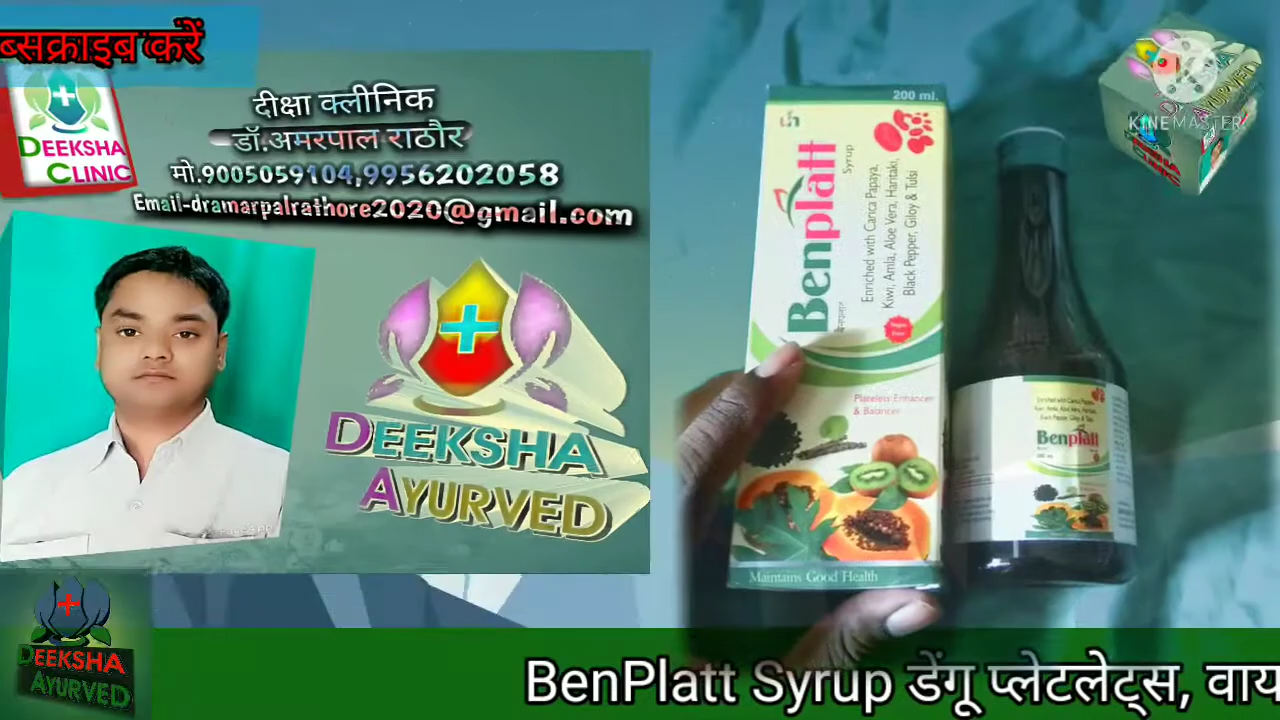 ब्सक्राइब करें
DEEKSHA
CLINIC
दीक्षा क्लीनिक
डॉ.अमरपाल राठौर
मो.9005059104,9956202058
Email-dramarpalrathore2020@gmail.com
DEEKSHA
AYURVED
200 ml.
Benplatt
Syrup
Enriched with Carica Papaya,
Kiwi, Amla, Aloe Vera, Haritaki,
Black Pepper, Giloy & Tulsi
Platelets Enhancer
& Balancer
Maintains Good Health
Benplatt
KINEMASTER
AYURVED
DEEKSHA
AYURVED
BenPlatt Syrup डेंगू प्लेटलेट्स, वाय